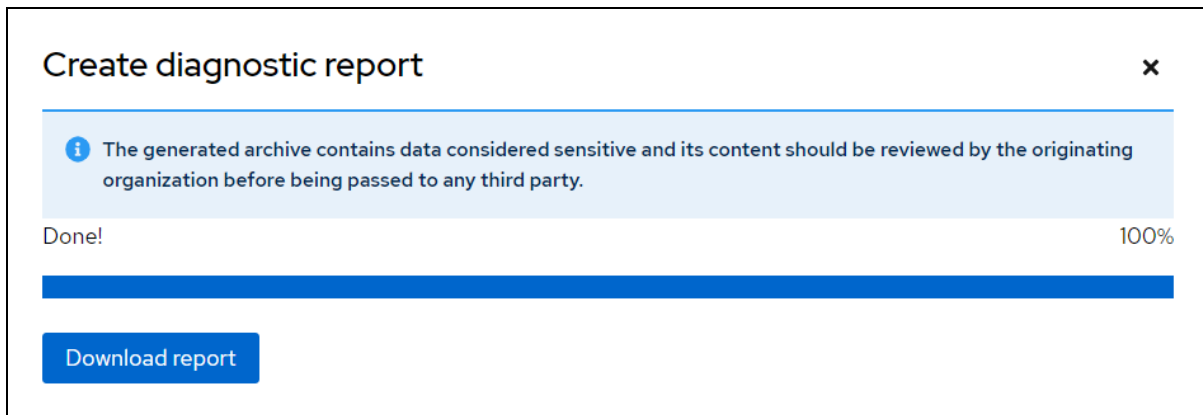 Create diagnostic report
The generated archive contains data considered sensitive and its content should be reviewed by the originating
organization before being passed to any third party.
Done! 100%
Download report